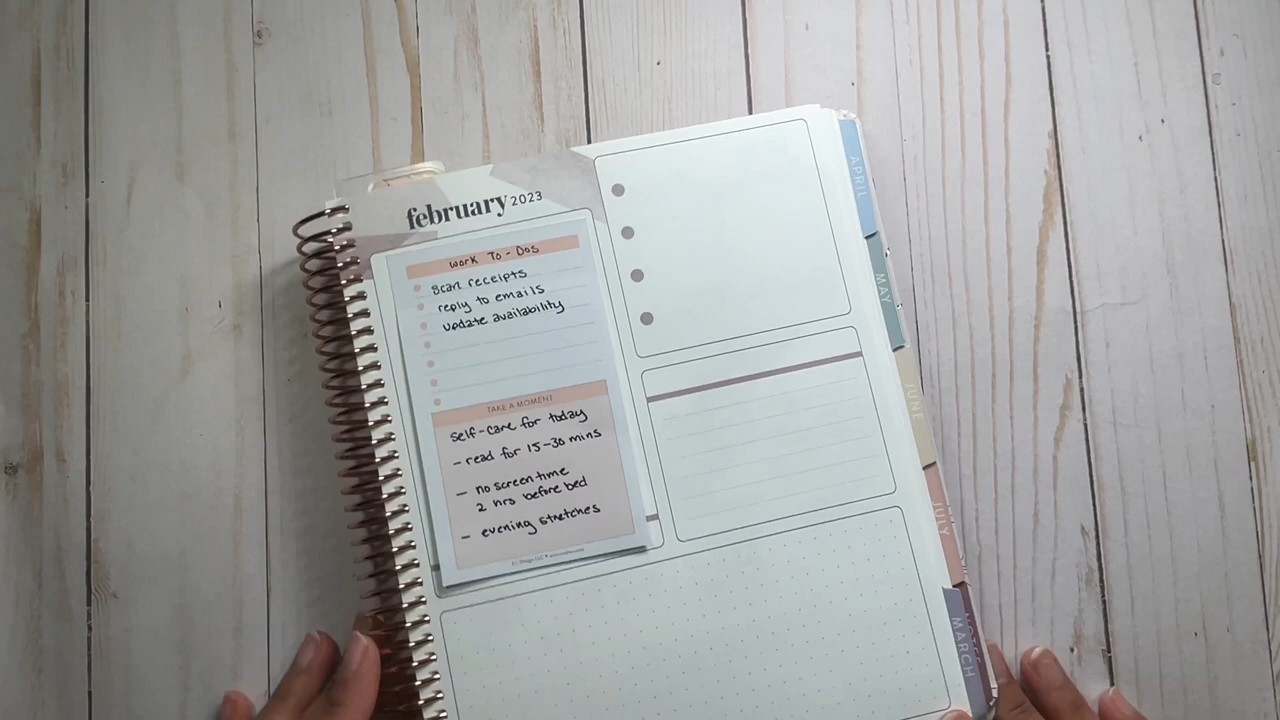 february 2023
work To-Dos
scan receipts
reply to emails
update availability
TAKE A MOMENT
self-care for today
- read for 15-30 mins
- no screen time
2 hrs before bed
- evening stretches
APRIL
MAY
JUNE
JULY
NOTES
MARCH